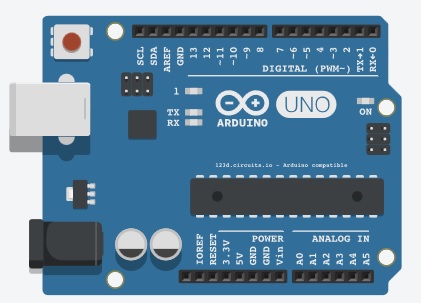 SCL
SDA
AREF
GND
13
12
~11
~10
~9
8
7
~6
~5
4
~3
2
TX→1
RX←0
DIGITAL (PWM~)
1
TX
RX
UNO
ARDUINO
ON
123d.circuits.io - Arduino compatible
POWER
ANALOG IN
IOREF
RESET
3.3V
5V
GND
GND
Vin
A0
A1
A2
A3
A4
A5